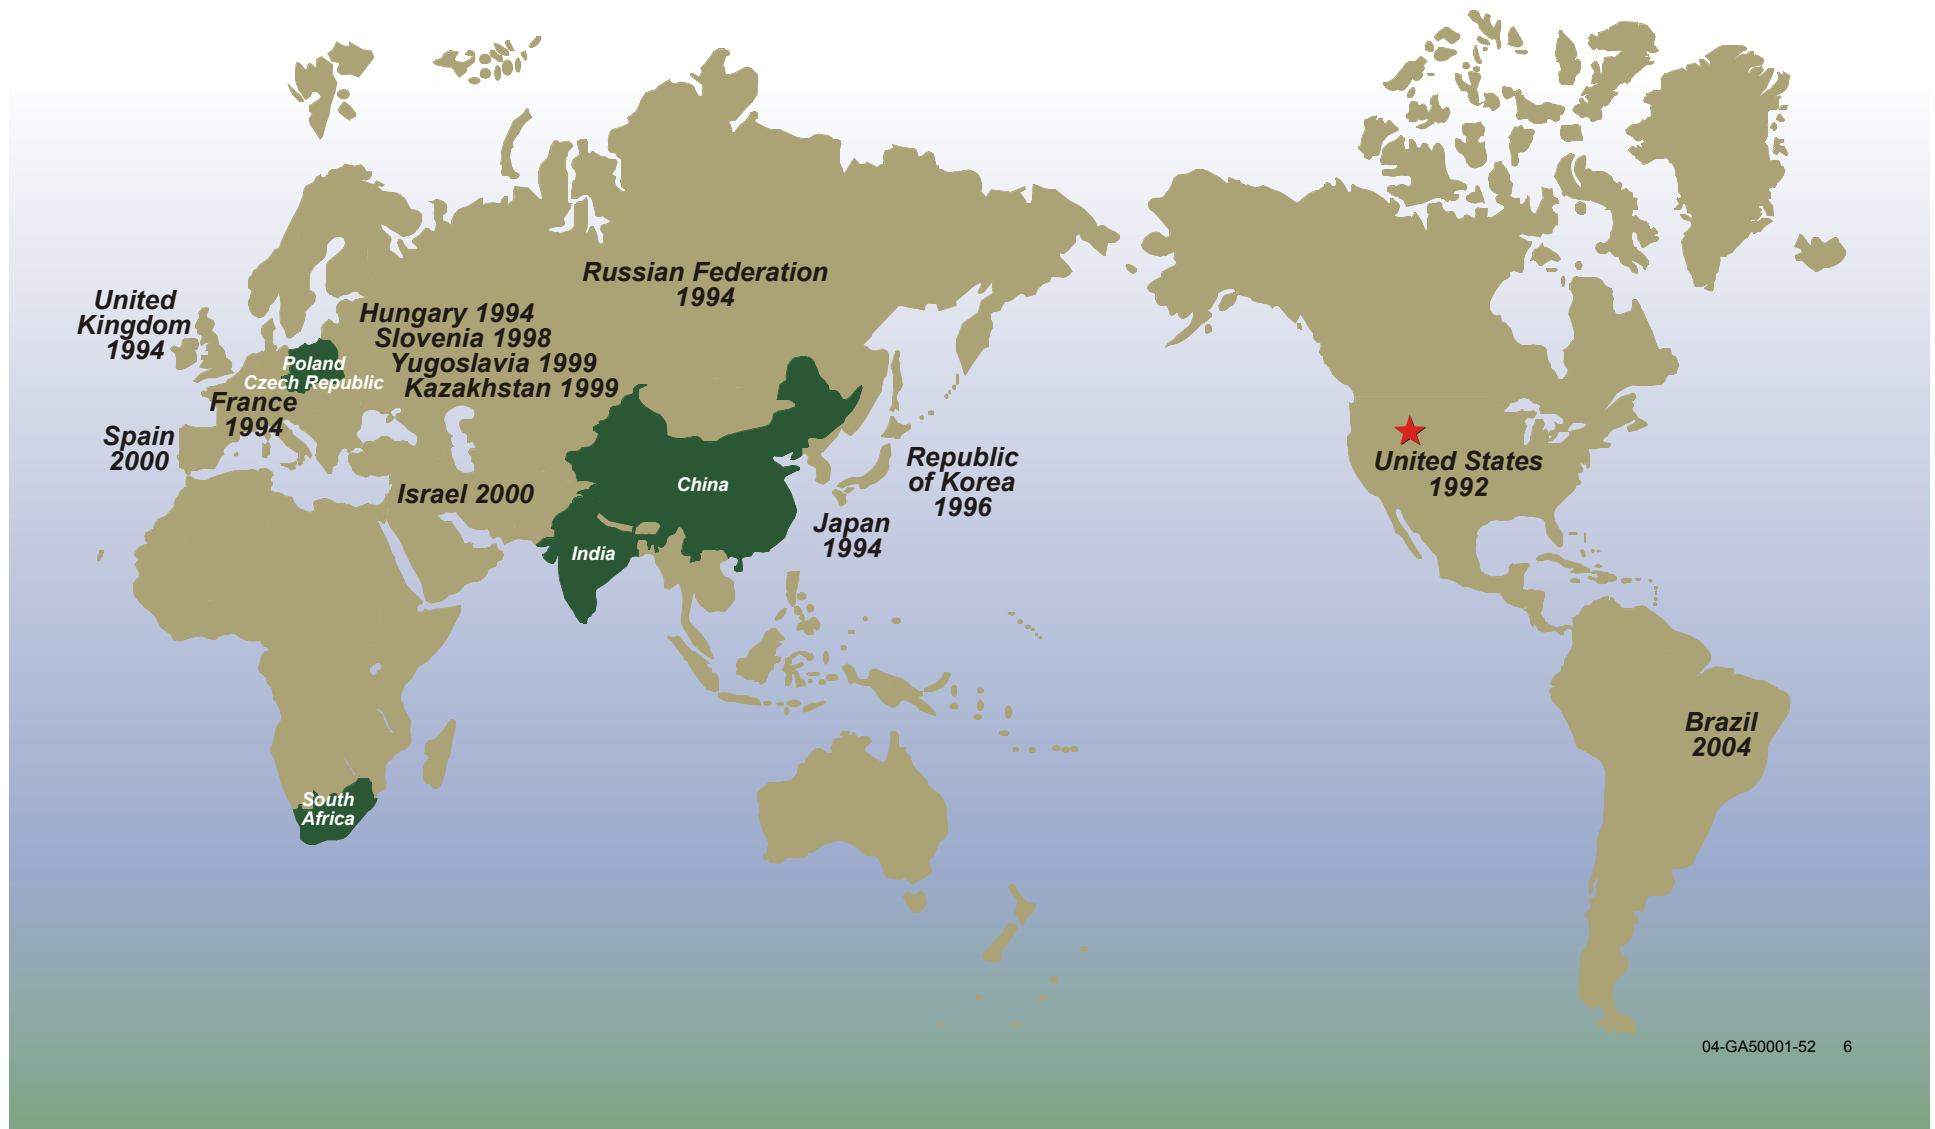 Russian Federation
1994
United
Kingdom
1994
Hungary 1994
Slovenia 1998
Yugoslavia 1999
Kazakhstan 1999
Poland
Czech Republic
France
1994
Spain
2000
Israel 2000
China
India
Republic
of Korea
1996
Japan
1994
United States
1992
Brazil
2004
South
Africa
04-GA50001-52 6